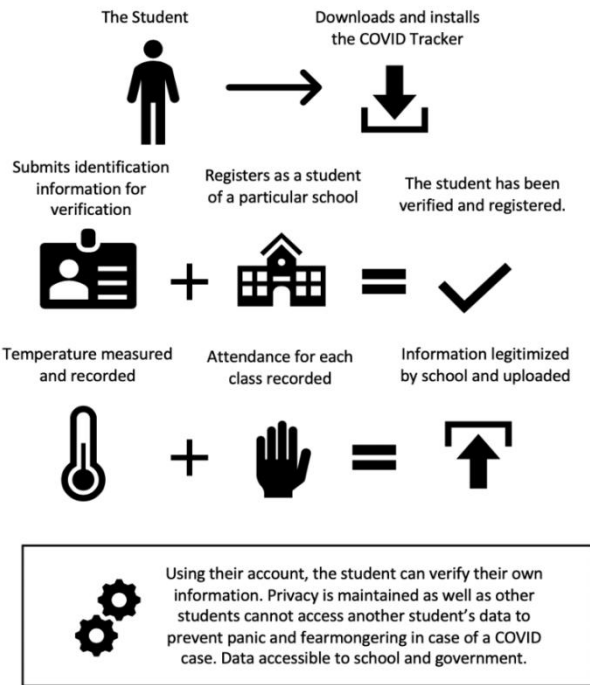 The Student
Downloads and installs
the COVID Tracker
Submits identification
information for
verification
Registers as a student
of a particular school
The student has been
verified and registered.
Temperature measured
and recorded
Attendance for each
class recorded
Information legitimized
by school and uploaded
Using their account, the student can verify their own
information. Privacy is maintained as well as other
students cannot access another student’s data to
prevent panic and fearmongering in case of a COVID
case. Data accessible to school and government.